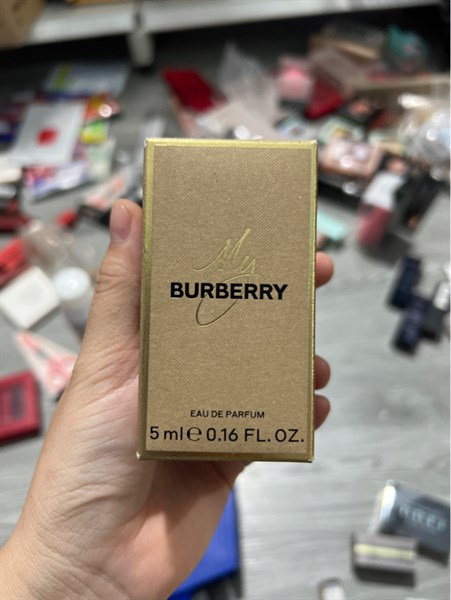 My
BURBERRY
EAU DE PARFUM
5 ml ℮ 0.16 FL. OZ.